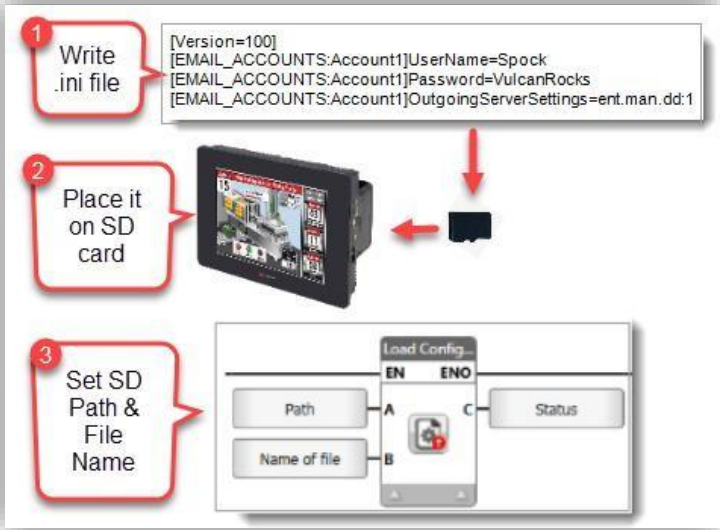 1
Write
.ini file
[Version=100]
[EMAIL_ACCOUNTS:Account1]UserName=Spock
[EMAIL_ACCOUNTS:Account1]Password=VulcanRocks
[EMAIL_ACCOUNTS:Account1]OutgoingServerSettings=ent.man.dd:1
2
Place it
on SD
card
15
3
Set SD
Path &
File
Name
Load Config...
EN ENO
Path A C Status
Name of file B